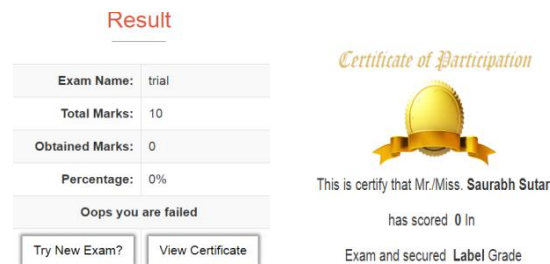 Result
Exam Name: trial
Total Marks: 10
Obtained Marks: 0
Percentage: 0%
Oops you are failed
Try New Exam? View Certificate
Certificate of Participation
This is certify that Mr./Miss. Saurabh Sutar
has scored 0 In
Exam and secured Label Grade